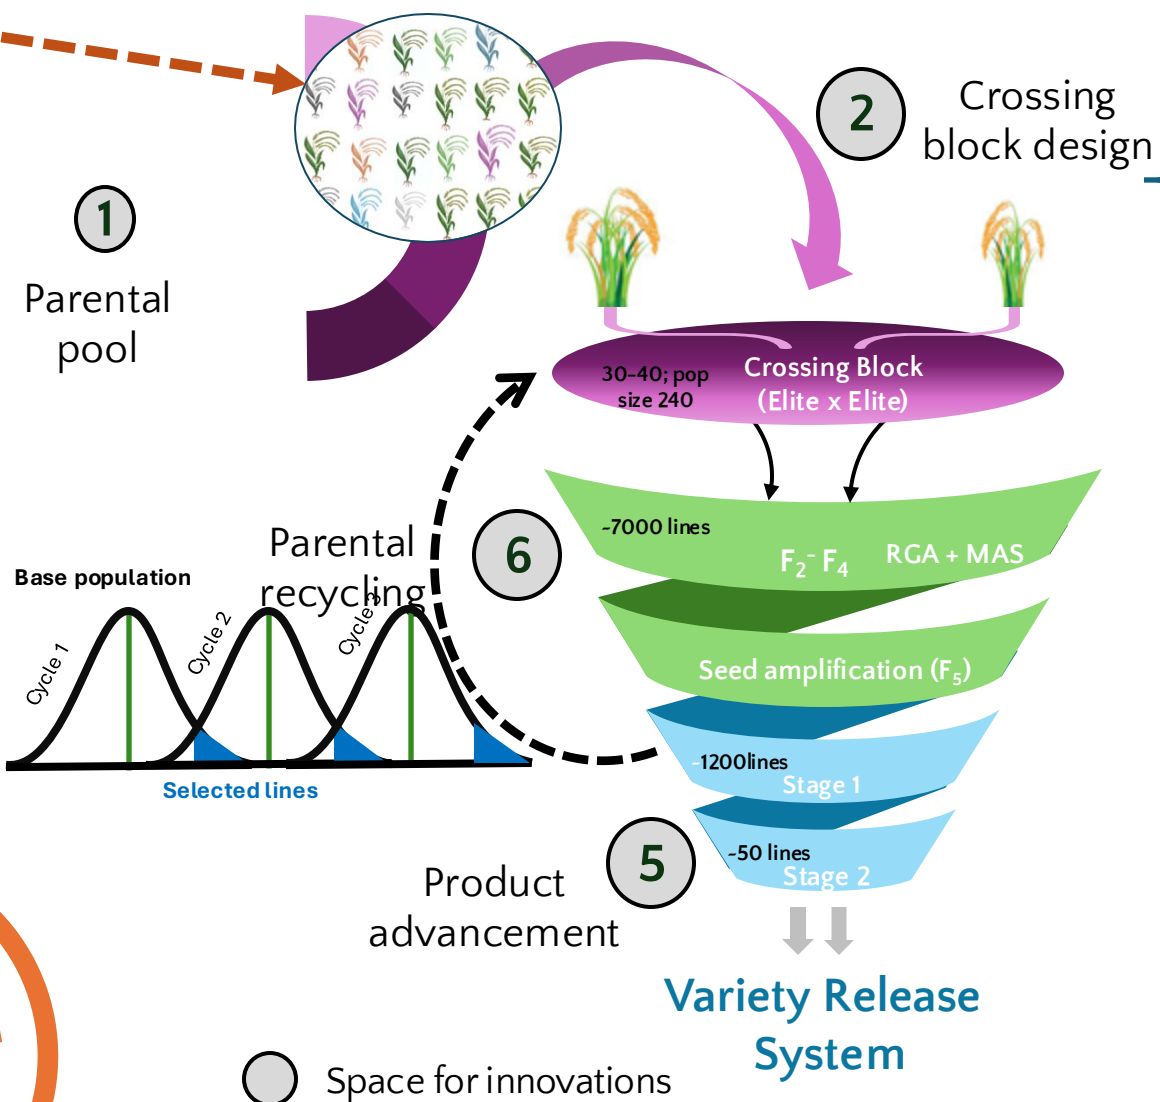 1
Parental
pool
2
Crossing
block design
30-40; pop
size 240
Crossing Block
(Elite x Elite)
~7000 lines
F2- F4
RGA + MAS
6
Parental
recycling
Base population
Cycle 1
Cycle 2
Cycle 3
Selected lines
Seed amplification (F5)
~1200lines
Stage 1
5
Product
advancement
~50 lines
Stage 2
Variety Release
System
Space for innovations